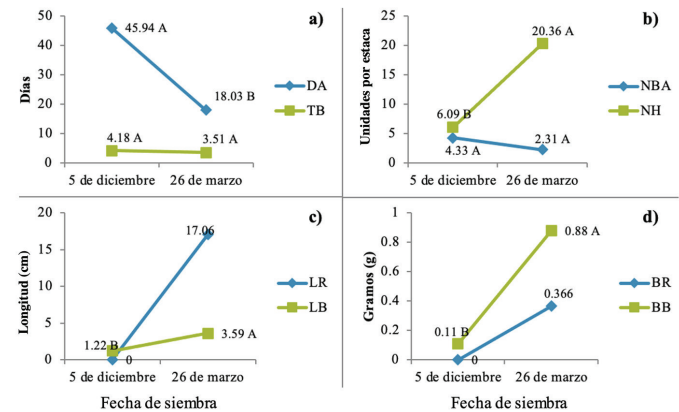 a)
50
40
30
20
10
0
Días
45.94 A
18.03 B
4.18 A
3.51 A
DA
TB
5 de diciembre 26 de marzo
b)
25
20
15
10
5
0
Unidades por estaca
20.36 A
6.09 B
4.33 A
2.31 A
NBA
NH
5 de diciembre 26 de marzo
c)
20
15
10
5
0
Longitud (cm)
17.06
1.22 B
0
3.59 A
LR
LB
5 de diciembre 26 de marzo
Fecha de siembra
d)
1
0.8
0.6
0.4
0.2
0
Gramos (g)
0.88 A
0.366
0.11 B
0
BR
BB
5 de diciembre 26 de marzo
Fecha de siembra